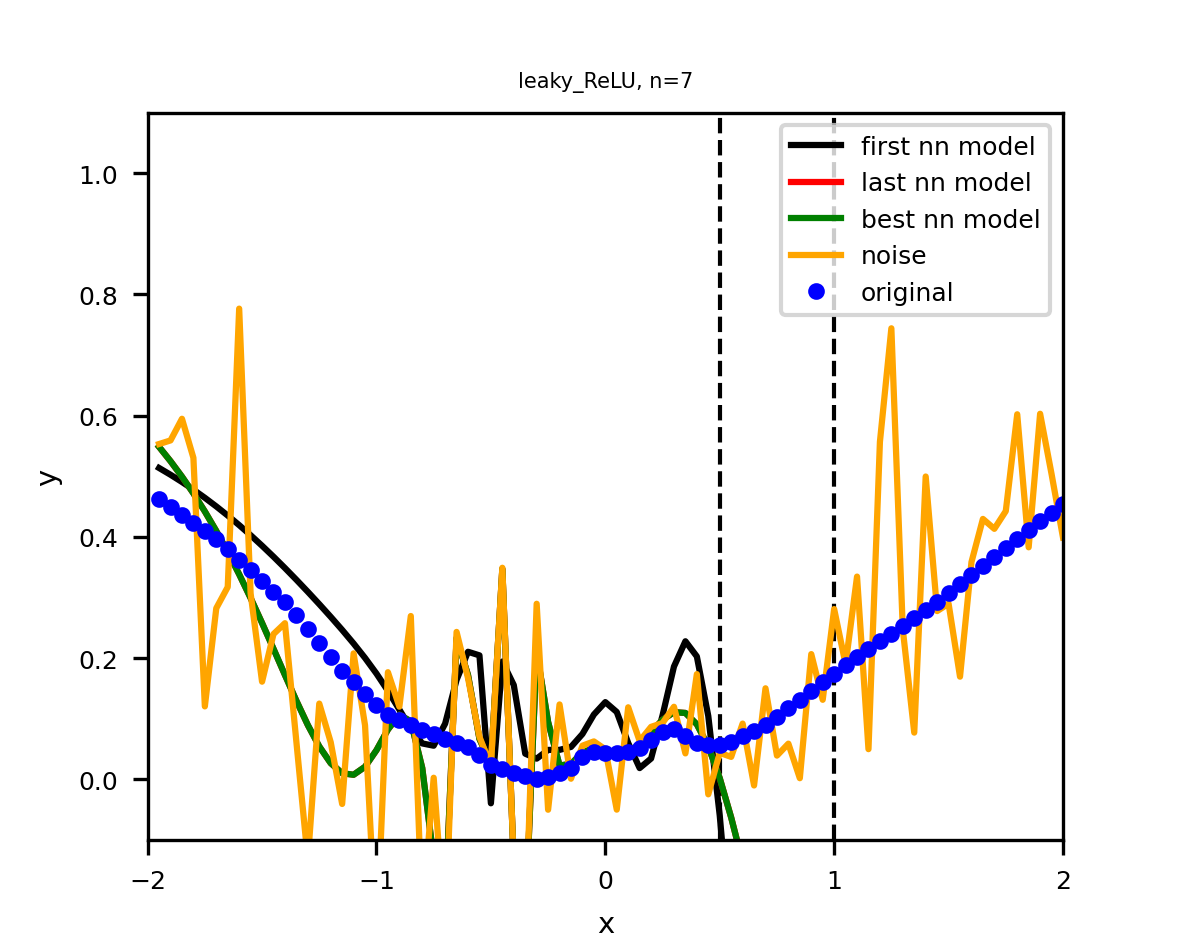 leaky_ReLU, n=7
first nn model
last nn model
best nn model
noise
original
1.0
0.8
0.6
0.4
0.2
0.0
y
−2
−1
0
1
2
x